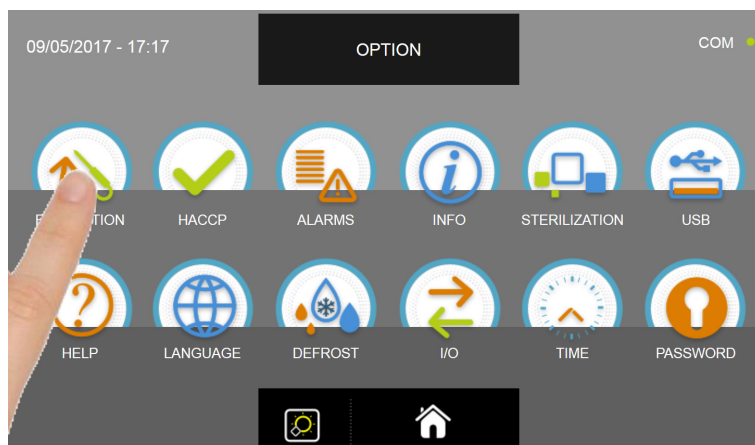 09/05/2017 - 17:17
OPTION
COM
HACCP
ALARMS
INFO
STERILIZATION
USB
HELP
LANGUAGE
DEFROST
I/O
TIME
PASSWORD